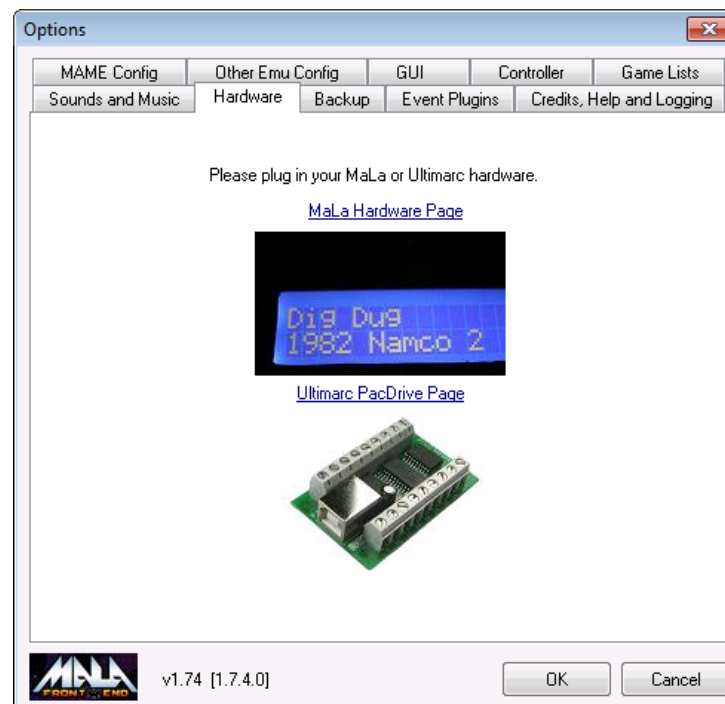 Options
MAME Config Other Emu Config GUI Controller Game Lists
Sounds and Music Hardware Backup Event Plugins Credits, Help and Logging
Please plug in your MaLa or Ultimarc hardware.
MaLa Hardware Page
Dig Dug
1982 Namco 2
Ultimarc PacDrive Page
MALA
FRONT END
v1.74 [1.7.4.0]
OK Cancel